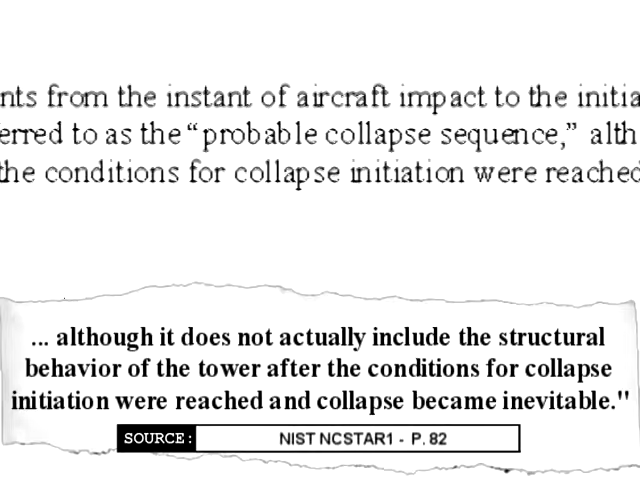 nts from the instant of aircraft impact to the initia
erred to as the “probable collapse sequence,” alth
the conditions for collapse initiation were reached
... although it does not actually include the structural
behavior of the tower after the conditions for collapse
initiation were reached and collapse became inevitable."
SOURCE: NIST NCSTAR1 - P. 82